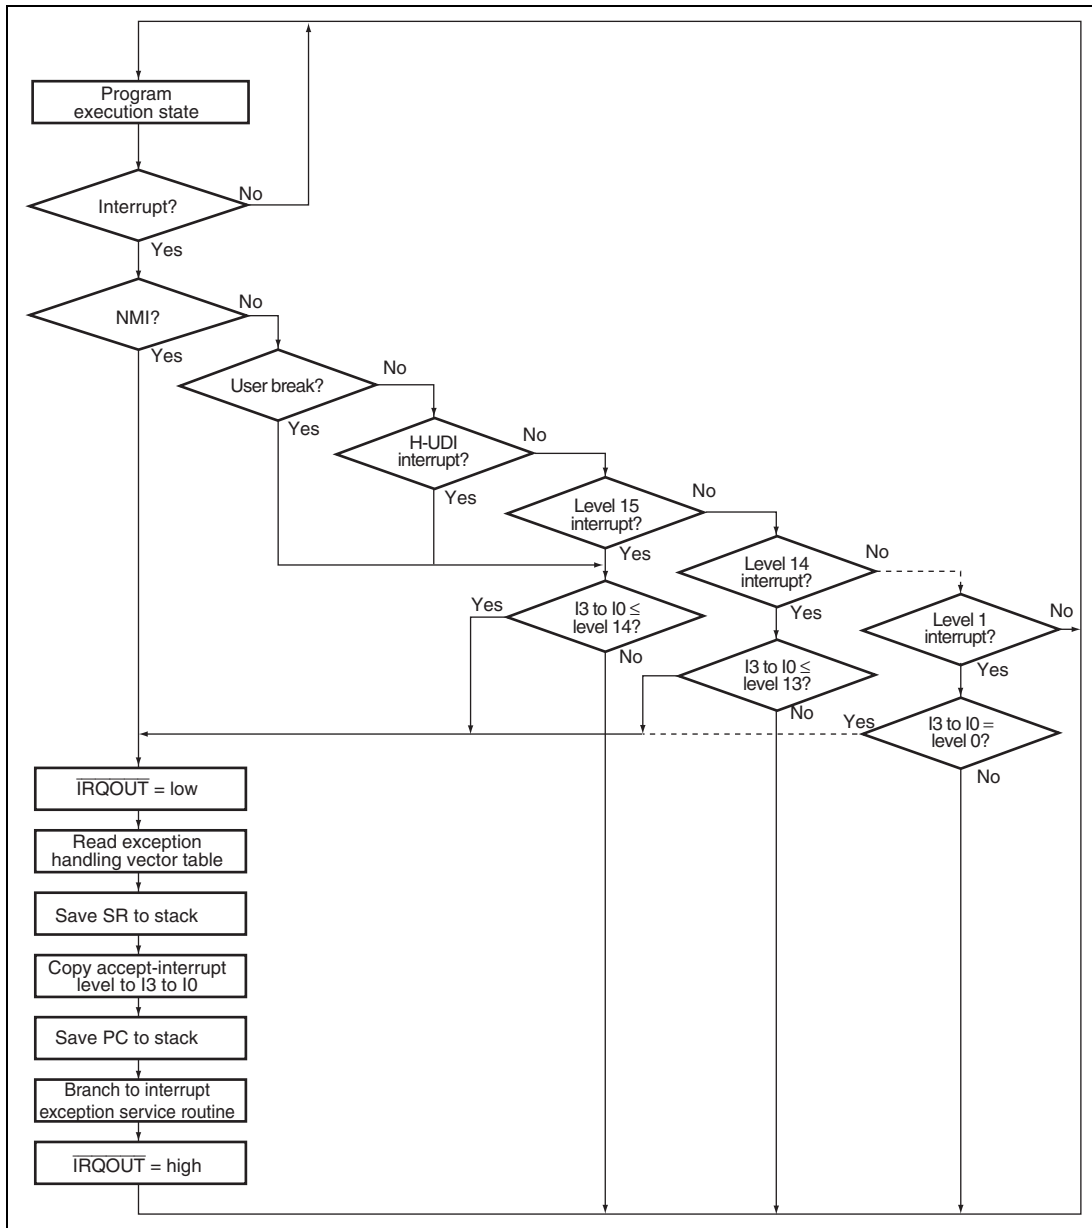 Program
execution state
Interrupt?
No
Yes
NMI?
No
Yes
User break?
No
Yes
H-UDI
interrupt?
No
Yes
Level 15
interrupt?
No
Yes
Level 14
interrupt?
No
Yes
Level 1
interrupt?
No
Yes
I3 to I0 ≤
level 14?
Yes
No
I3 to I0 ≤
level 13?
No
Yes
I3 to I0 =
level 0?
No
IRQOUT = low
Read exception
handling vector table
Save SR to stack
Copy accept-interrupt
level to I3 to I0
Save PC to stack
Branch to interrupt
exception service routine
IRQOUT = high